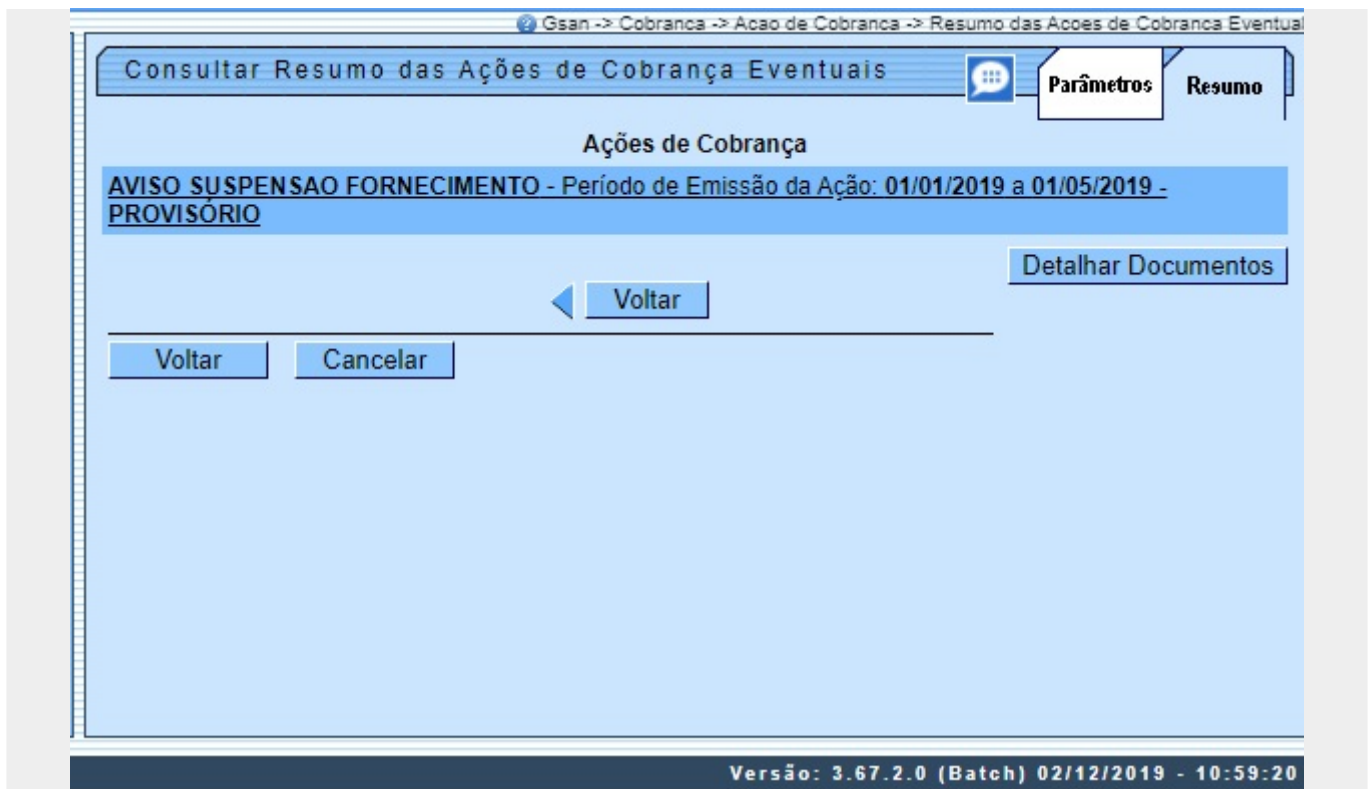 Gsan -> Cobranca -> Acao de Cobranca -> Resumo das Acoes de Cobranca Eventuai
Consultar Resumo das Ações de Cobrança Eventuais
Parâmetros
Resumo
Ações de Cobrança
AVISO SUSPENSAO FORNECIMENTO - Período de Emissão da Ação: 01/01/2019 a 01/05/2019 -
PROVISÓRIO
Detalhar Documentos
Voltar
Voltar
Cancelar
Versão: 3.67.2.0 (Batch) 02/12/2019 - 10:59:20